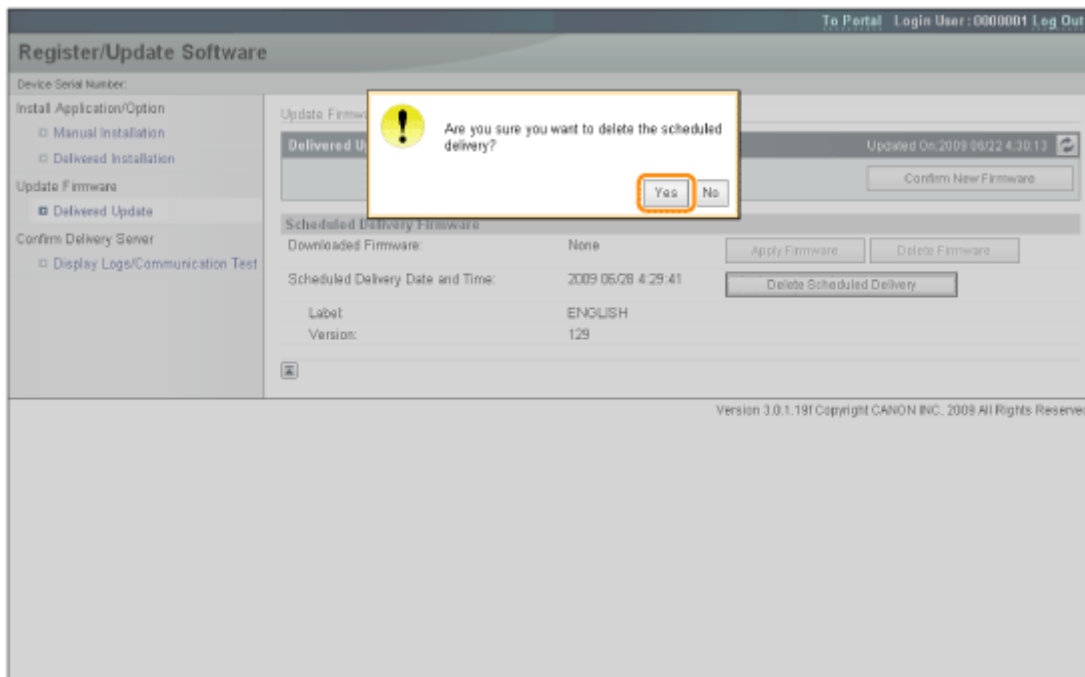 To Portal Login User : 0000001 Log Out
Register/Update Software
Device Serial Number:
Install Application/Option
Manual Installation
Delivered Installation
Update Firmware
Delivered Update
Confirm Delivery Server
Display Logs/Communication Test
Update Firmw
Delivered U
Updated On:2009 06/22 4:30:13
Confirm New Firmware
Are you sure you want to delete the scheduled
delivery?
Yes No
Scheduled Delivery Firmware
Downloaded Firmware: None Apply Firmware Delete Firmware
Scheduled Delivery Date and Time: 2009 06/28 4:29:41 Delete Scheduled Delivery
Label: ENGLISH
Version: 129
Version 3.0.1.19f Copyright CANON INC. 2009 All Rights Reserve